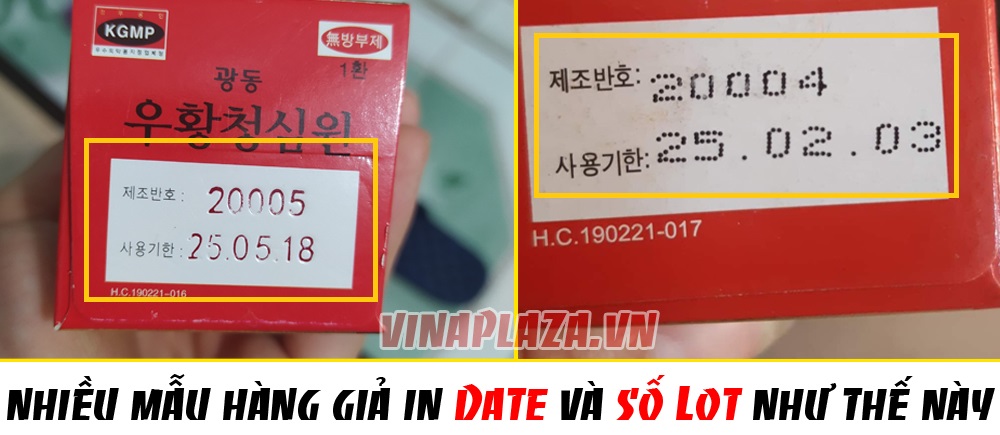 KGMP
無방부제
1환
광동
우황청심원
제조번호 : 20005
사용기한 : 25.05.18
H.C.190221-016
제조번호: 20004
사용기한: 25.02.03
H.C.190221-017
VINAPLAZA.VN
NHIỀU MẪU HÀNG GIẢ IN DATE VÀ SỐ LOT NHƯ THẾ NÀY